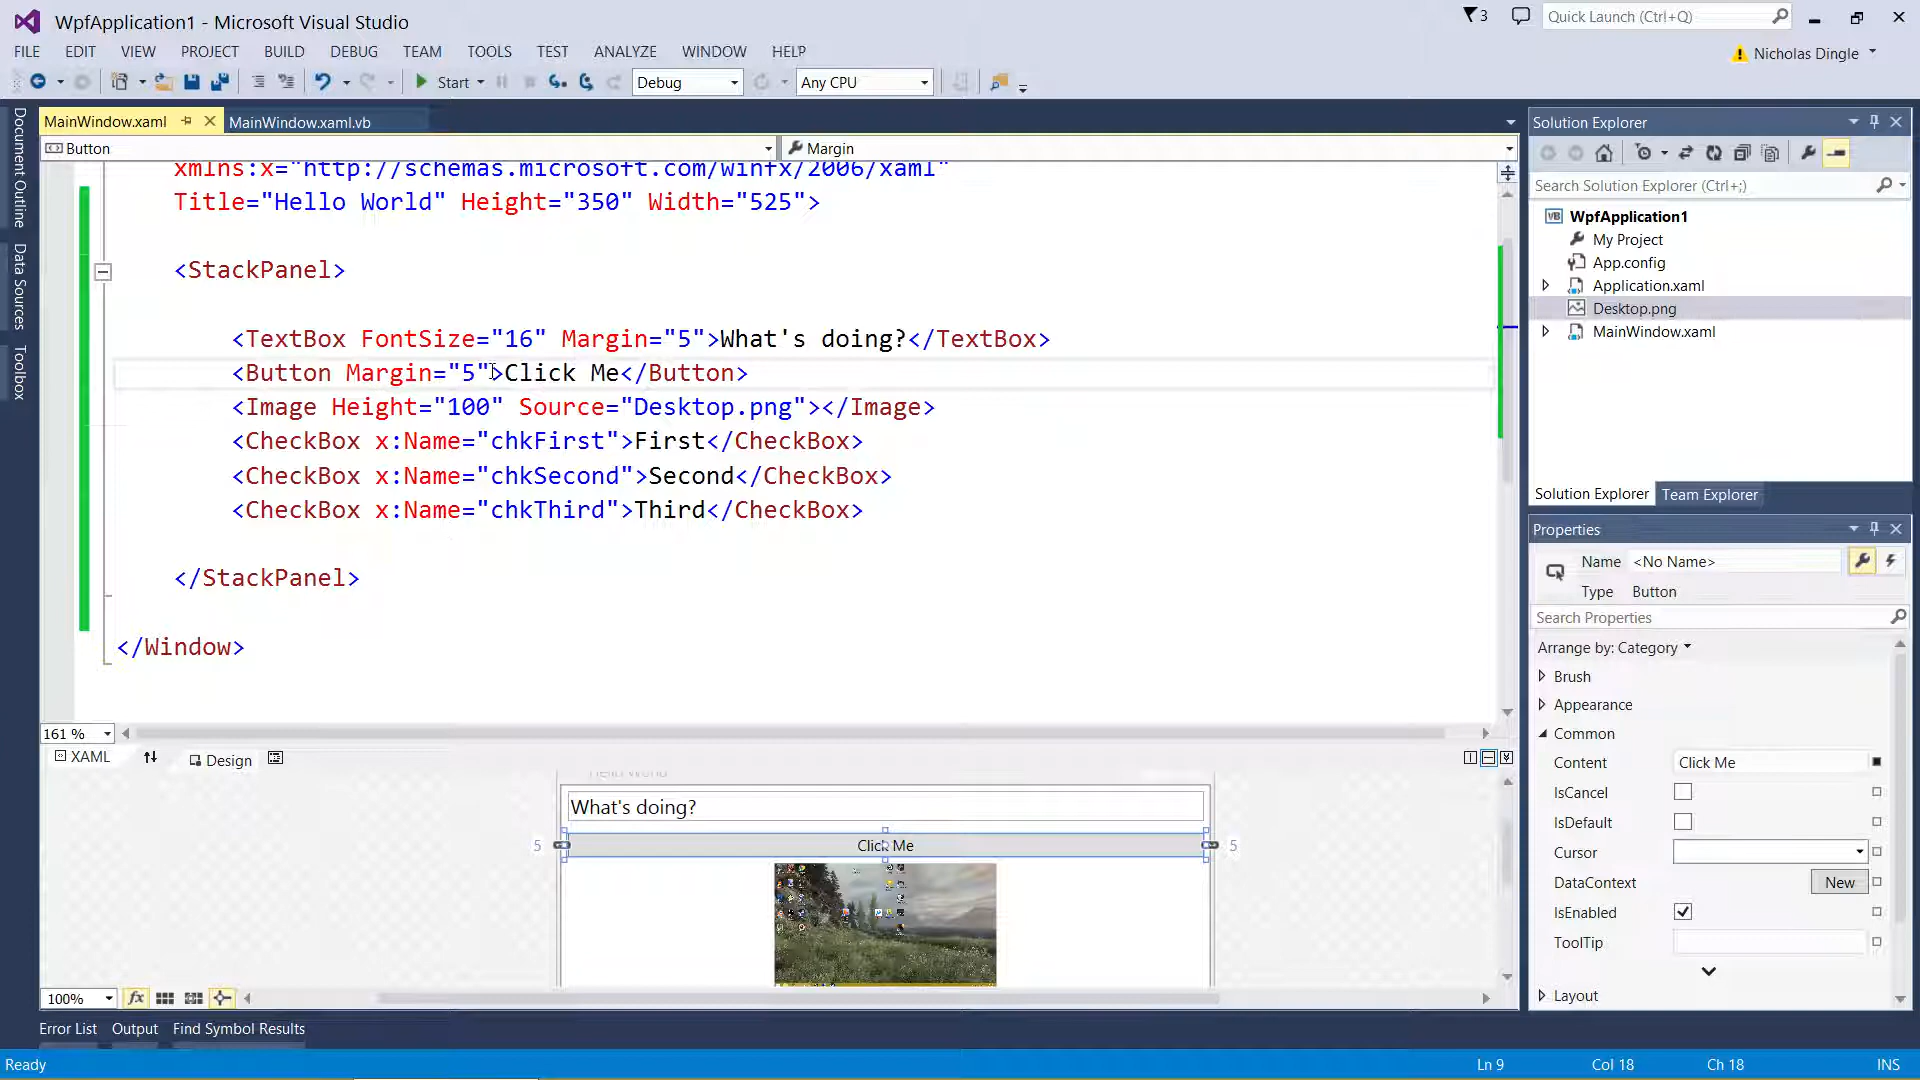 WpfApplication1 - Microsoft Visual Studio
3
Quick Launch (Ctrl+Q)
FILE EDIT VIEW PROJECT BUILD DEBUG TEAM TOOLS TEST ANALYZE WINDOW HELP
Nicholas Dingle
Start Debug Any CPU
Document Outline
Data Sources
Toolbox
MainWindow.xaml MainWindow.xaml.vb
Button Margin
xmlns:x="http://schemas.microsoft.com/winfx/2006/xaml"
Title="Hello World" Height="350" Width="525">
<StackPanel>
<TextBox FontSize="16" Margin="5">What's doing?</TextBox>
<Button Margin="5">Click Me</Button>
<Image Height="100" Source="Desktop.png"></Image>
<CheckBox x:Name="chkFirst">First</CheckBox>
<CheckBox x:Name="chkSecond">Second</CheckBox>
<CheckBox x:Name="chkThird">Third</CheckBox>
</StackPanel>
</Window>
161 %
XAML Design
Hello World
What's doing?
5 Click Me 5
100% fx
Error List Output Find Symbol Results
Solution Explorer
Search Solution Explorer (Ctrl+;)
VB WpfApplication1
My Project
App.config
Application.xaml
Desktop.png
MainWindow.xaml
Solution Explorer Team Explorer
Properties
Name <No Name>
Type Button
Search Properties
Arrange by: Category
Brush
Appearance
Common
Content Click Me
IsCancel
IsDefault
Cursor
DataContext New
IsEnabled
ToolTip
Layout
Ready Ln 9 Col 18 Ch 18 INS